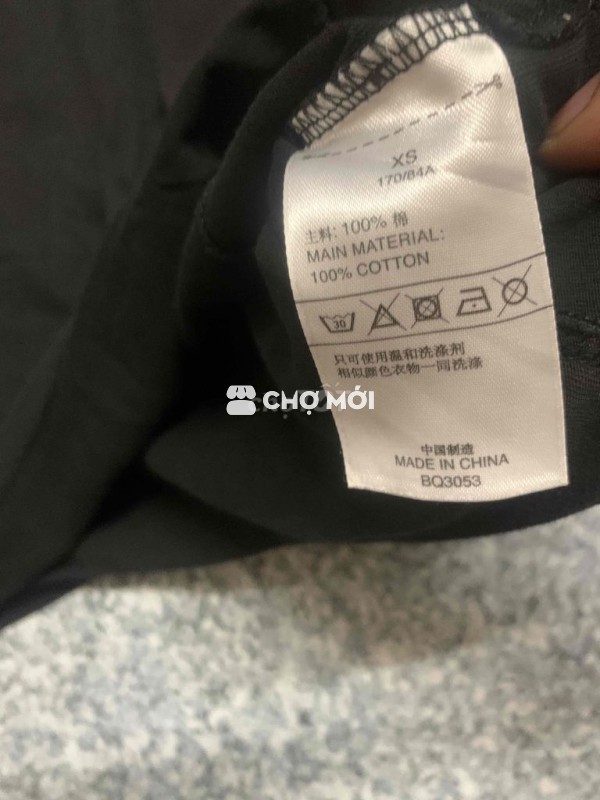 XS
170/84A
主料: 100% 棉
MAIN MATERIAL:
100% COTTON
30
只可使用温和洗涤剂
相似颜色衣物一同洗涤
CHỢ MỚI
中国制造
MADE IN CHINA
BQ3053